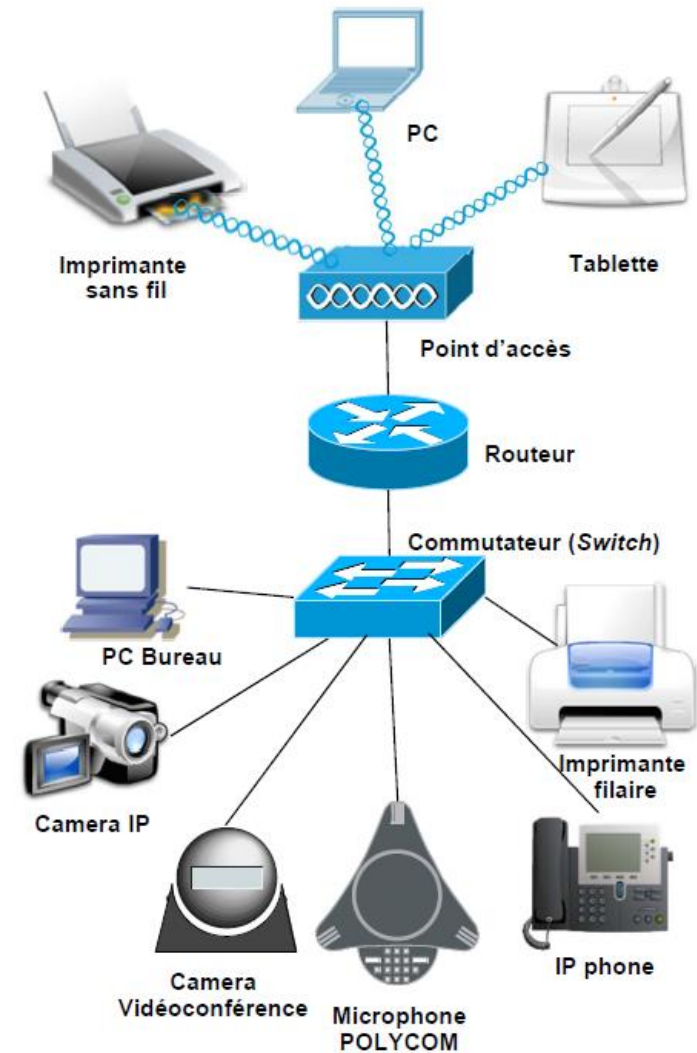 PC
Imprimante
sans fil
Tablette
Point d'accès
Routeur
Commutateur (Switch)
PC Bureau
Imprimante
filaire
Camera IP
IP phone
Camera
Vidéoconférence
Microphone
POLYCOM